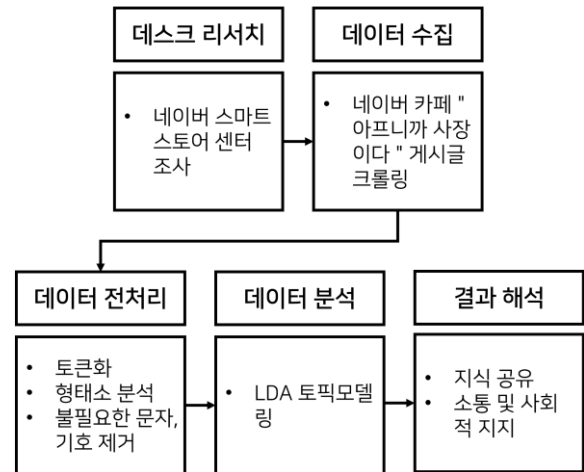 데스크 리서치
데이터 수집
• 네이버 스마트
스토어 센터
조사
• 네이버 카페 "
아프니까 사장
이다 " 게시글
크롤링
데이터 전처리
데이터 분석
결과 해석
• 토큰화
• 형태소 분석
• 불필요한 문자,
기호 제거
• LDA 토픽모델
링
• 지식 공유
• 소통 및 사회
적 지지